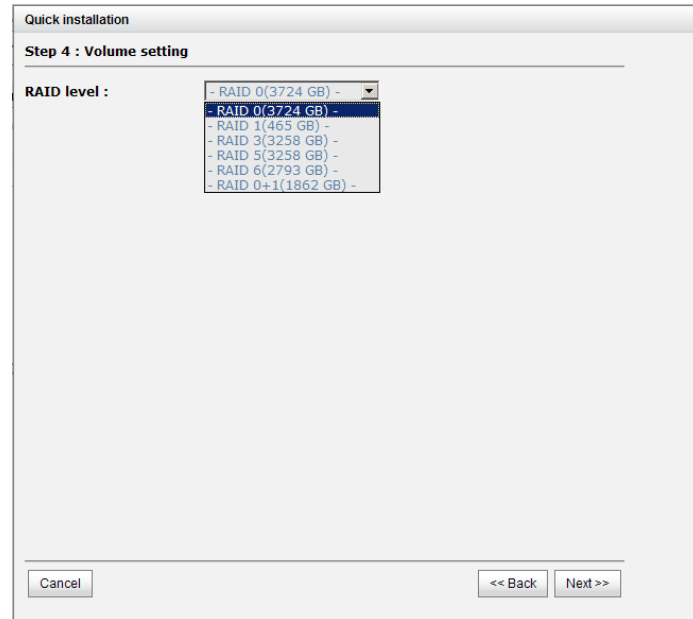 Quick installation
Step 4 : Volume setting
RAID level :
- RAID 0(3724 GB) -
- RAID 0(3724 GB) -
- RAID 1(465 GB) -
- RAID 3(3258 GB) -
- RAID 5(3258 GB) -
- RAID 6(2793 GB) -
- RAID 0+1(1862 GB) -
Cancel
<< Back
Next >>